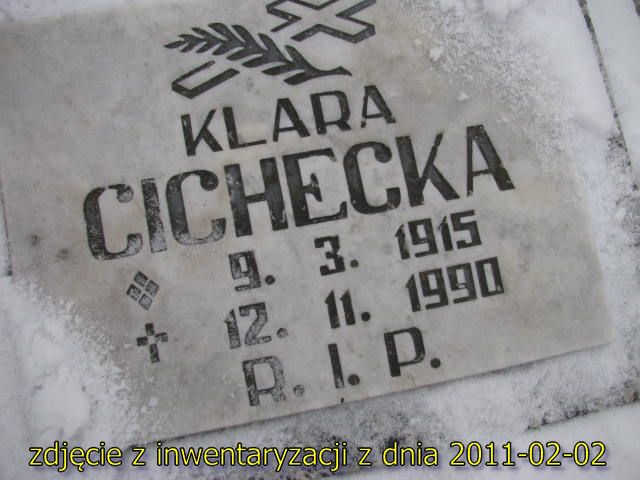 KLARA
CICHECKA
9. 3. 1915
12. 11. 1990
R. I. P.
zdjęcie z inwentaryzacji z dnia 2011-02-02